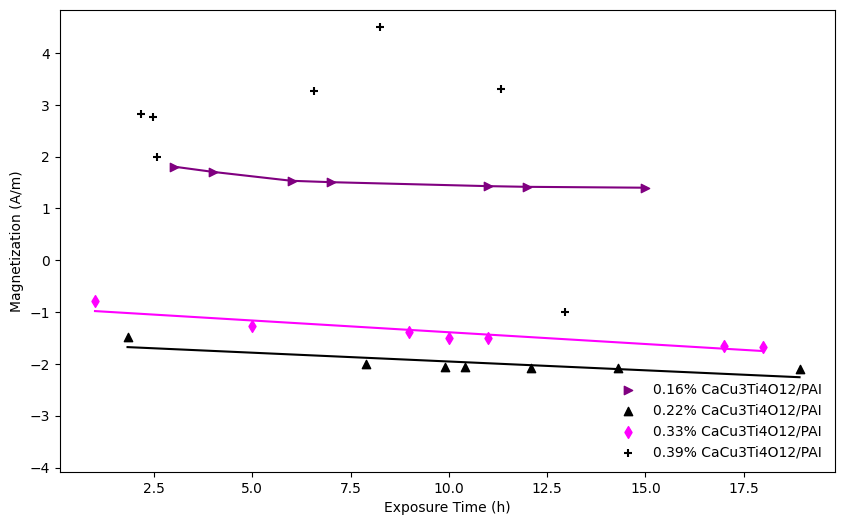 4
3
2
1
0
−1
−2
−3
−4
Magnetization (A/m)
0.16% CaCu3Ti4O12/PAI
0.22% CaCu3Ti4O12/PAI
0.33% CaCu3Ti4O12/PAI
0.39% CaCu3Ti4O12/PAI
2.5 5.0 7.5 10.0 12.5 15.0 17.5
Exposure Time (h)